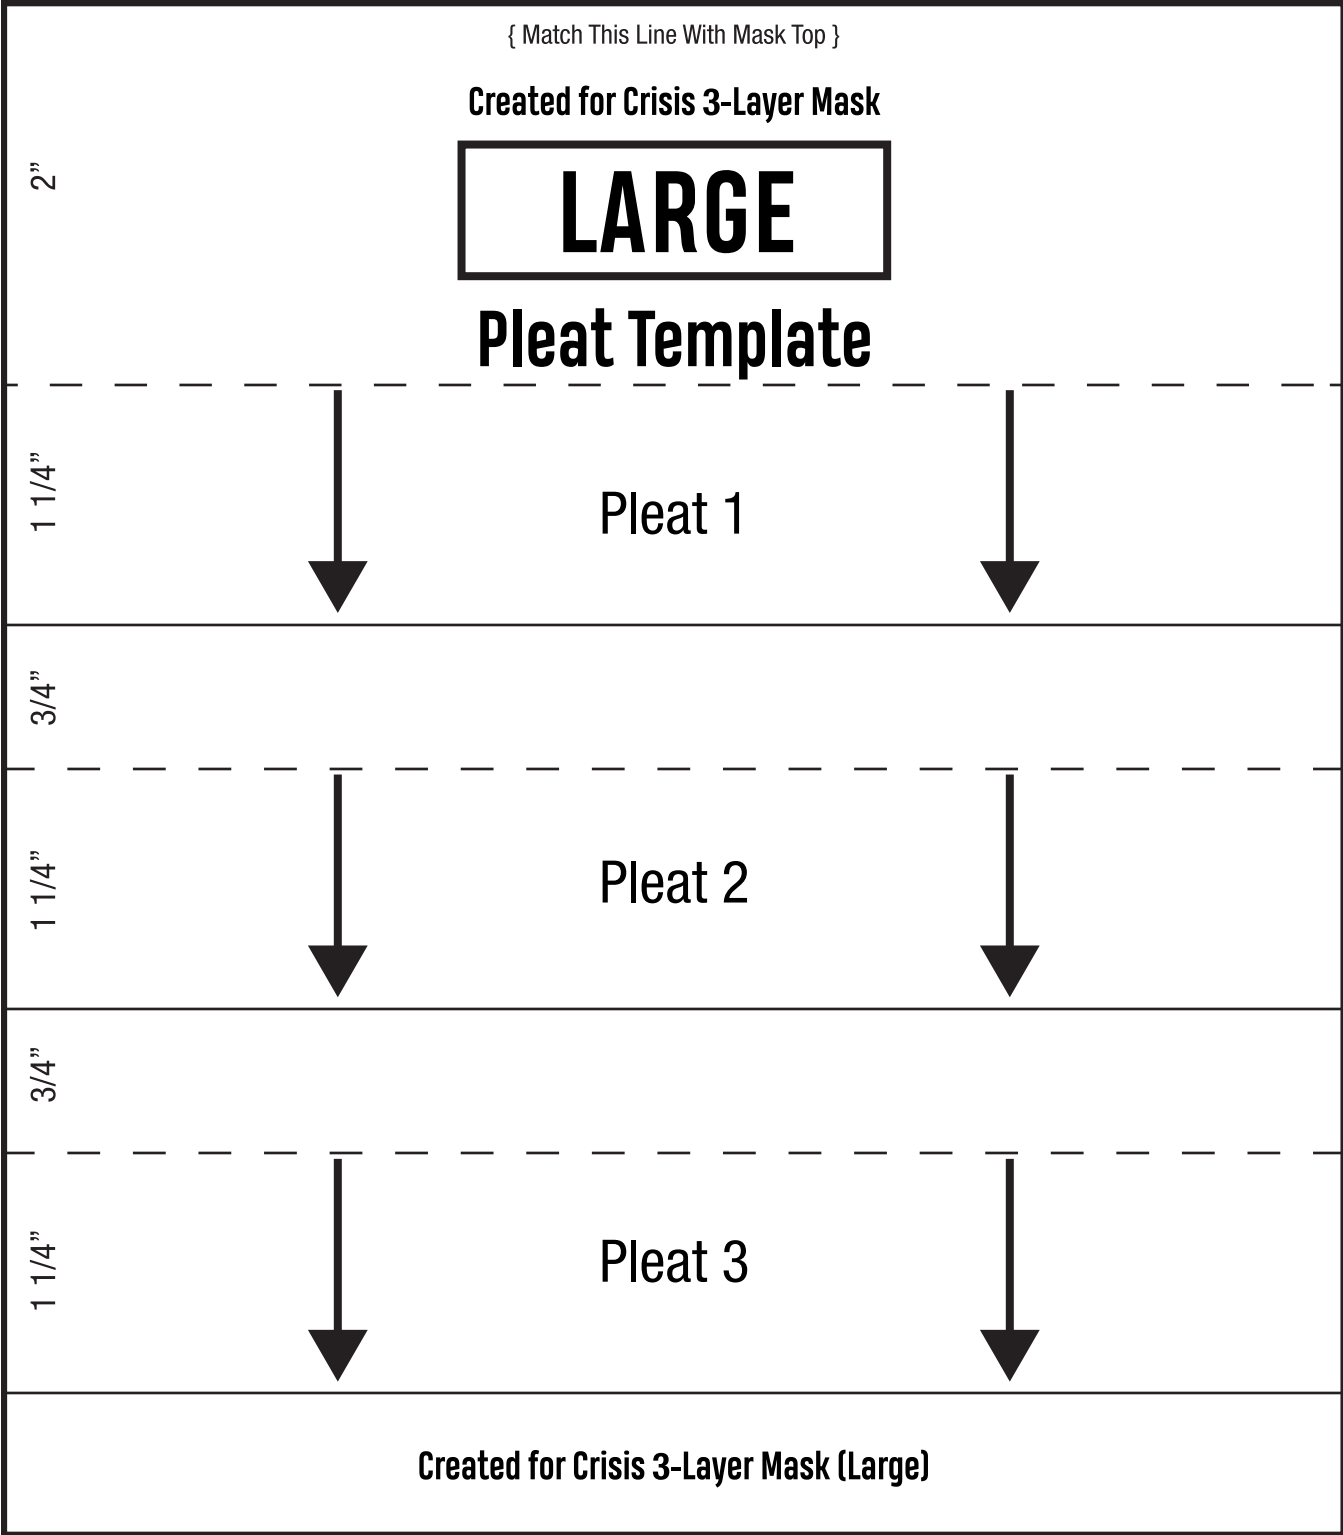 { Match This Line With Mask Top }
Created for Crisis 3-Layer Mask
2”
LARGE
Pleat Template
1 1/4”
Pleat 1
3/4”
1 1/4”
Pleat 2
3/4”
1 1/4”
Pleat 3
Created for Crisis 3-Layer Mask (Large)